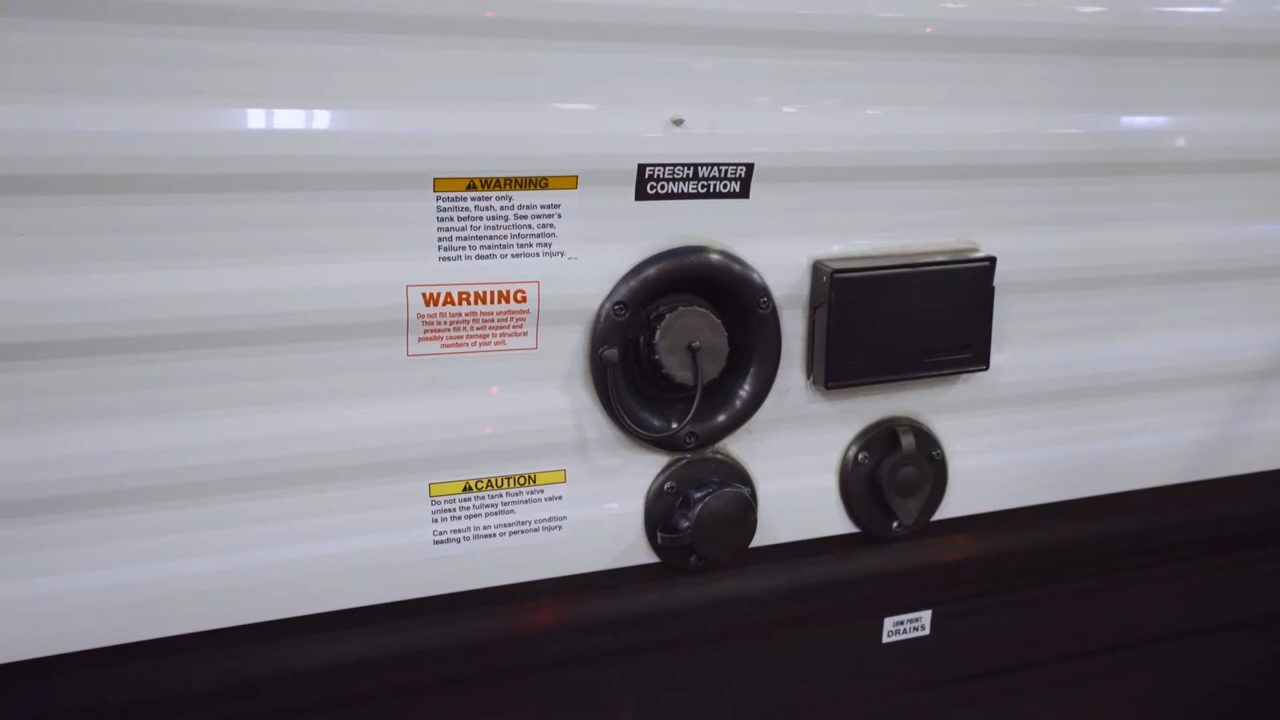 FRESH WATER
CONNECTION
WARNING
Potable water only.
Sanitize, flush, and drain water
tank before using. See owner's
manual for instructions, care,
and maintenance information.
Failure to maintain tank may
result in death or serious injury.
WARNING
Do not fill tank with hose unattended.
This is a gravity fill tank and if you
pressure fill it, it will expand and
possibly cause damage to structural
members of your unit.
CAUTION
Do not use the tank flush valve
unless the fullway termination valve
is in the open position.
Can result in an unsanitary condition
leading to illness or personal injury.
LOW POINT
DRAINS